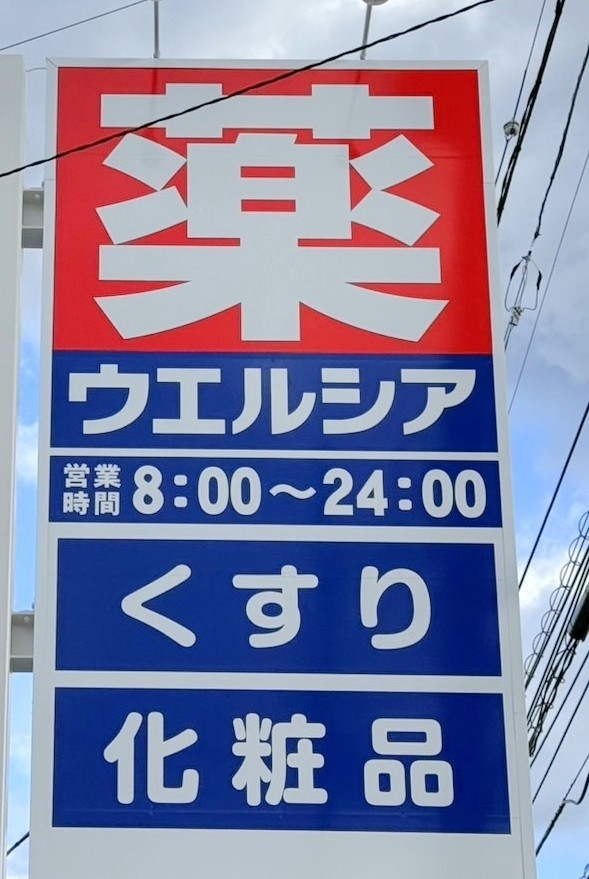 薬
ウエルシア
営業時間 8:00～24:00
くすり
化粧品